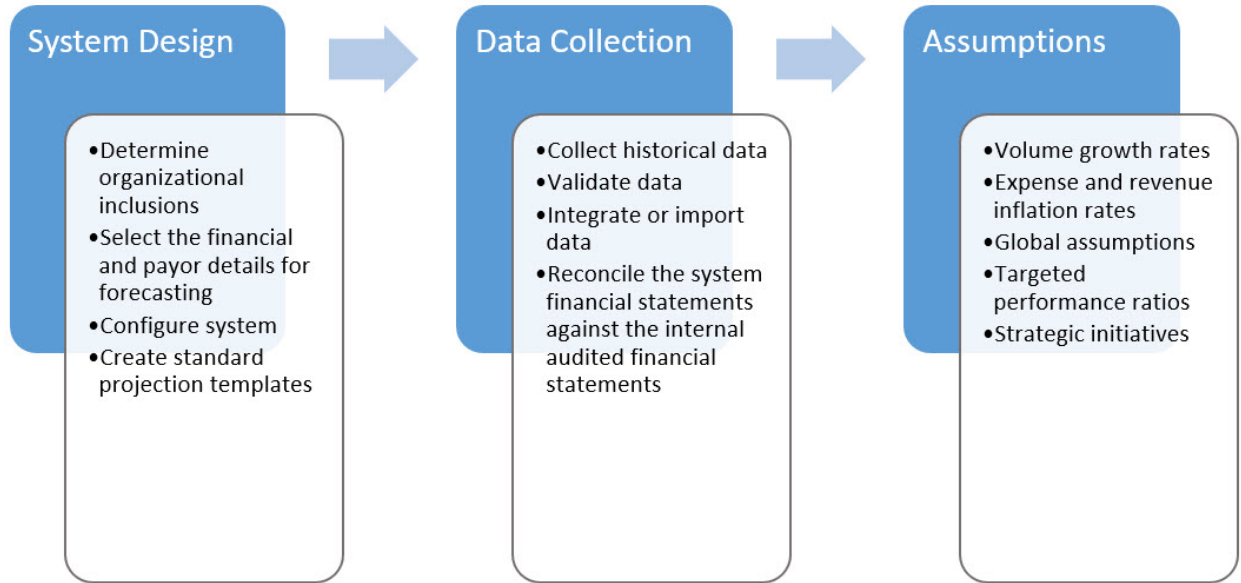 System Design
•Determine
organizational
inclusions
•Select the financial
and payor details for
forecasting
•Configure system
•Create standard
projection templates
Data Collection
•Collect historical data
•Validate data
•Integrate or import
data
•Reconcile the system
financial statements
against the internal
audited financial
statements
Assumptions
•Volume growth rates
•Expense and revenue
inflation rates
•Global assumptions
•Targeted
performance ratios
•Strategic initiatives